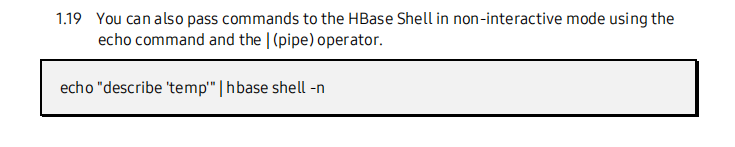 1.19 You can also pass commands to the HBase Shell in non-interactive mode using the
echo command and the | (pipe) operator.
echo "describe 'temp'" | hbase shell -n